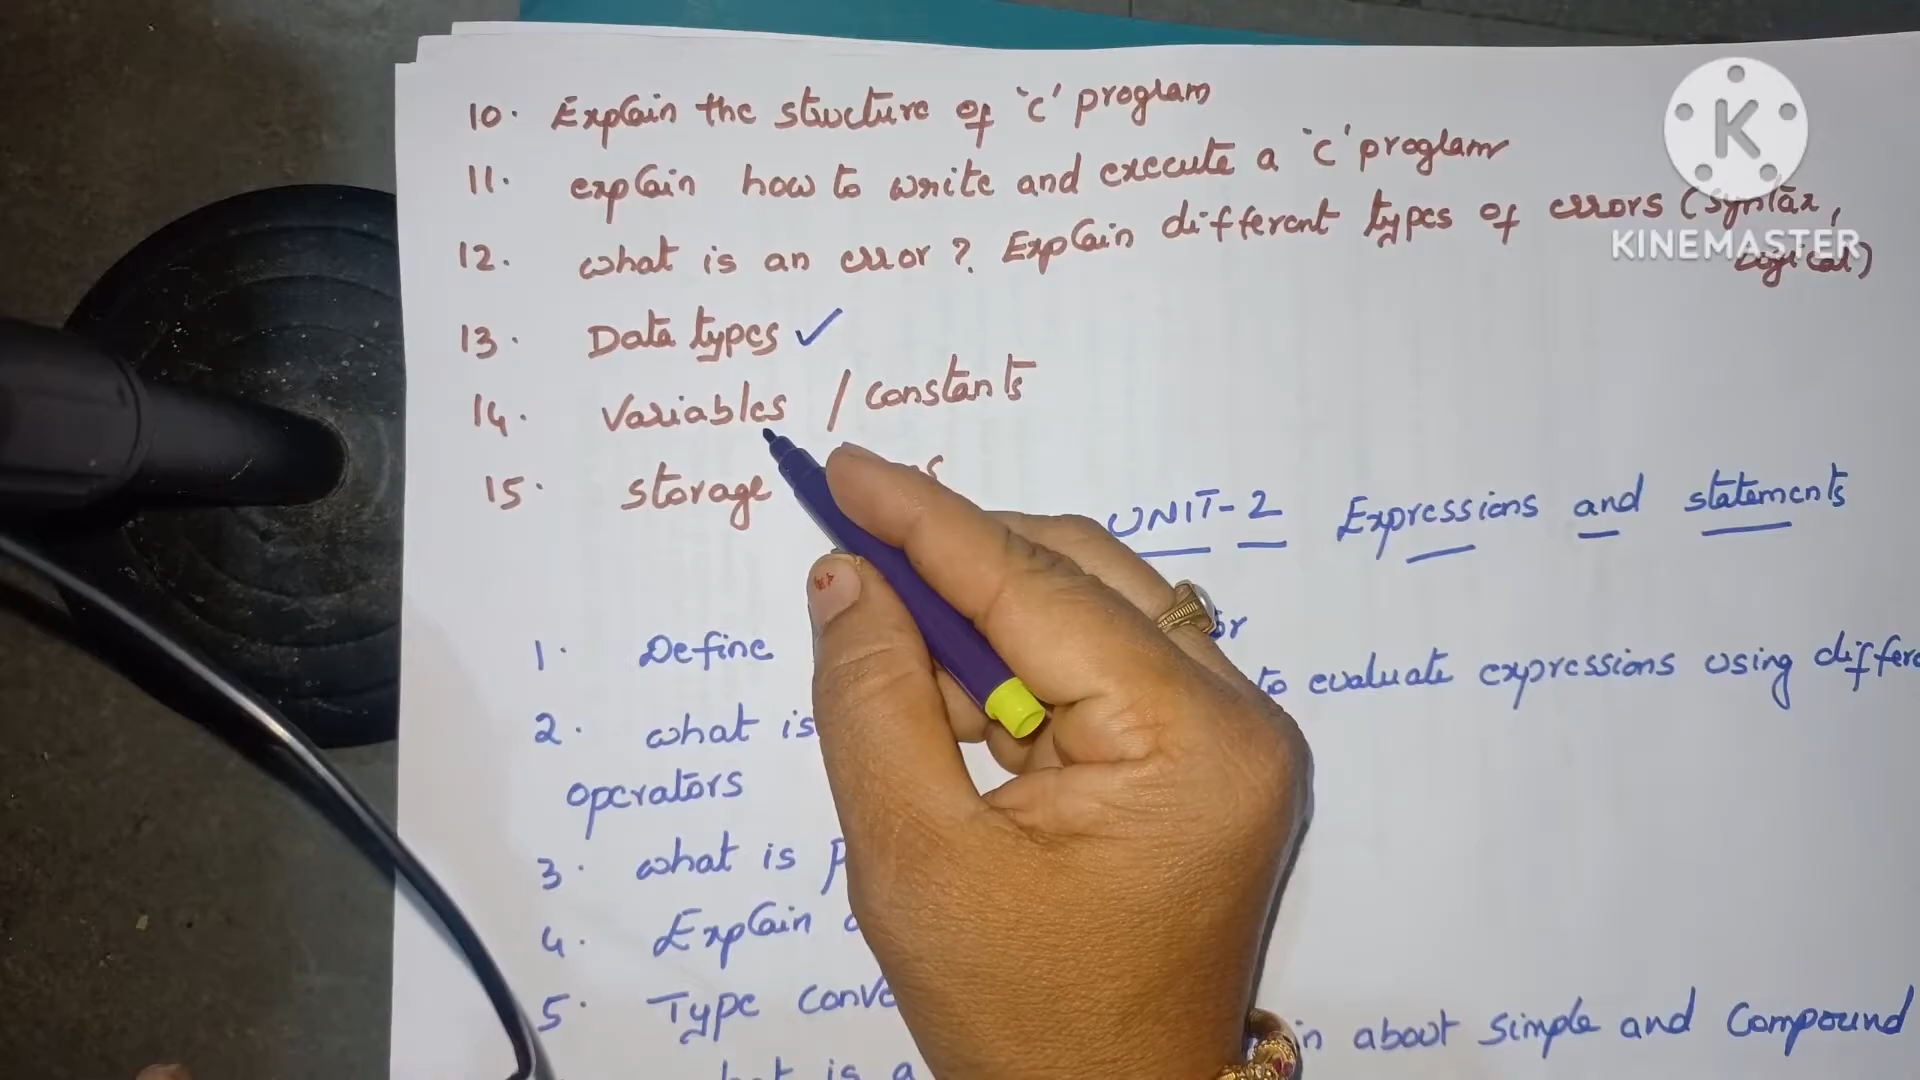 10. Explain the structure of 'c' program
11. explain how to write and execute a 'c' program
12. what is an error? Explain different types of errors (syntax,
logical)
13. Data types ✓
14. Variables / constants
15. storage
UNIT-2 Expressions and statements
1. Define
2. what is to evaluate expressions using
operators
3. what is
4. Explain
5. Type
in about simple and compound
is a
K
KINEMASTER